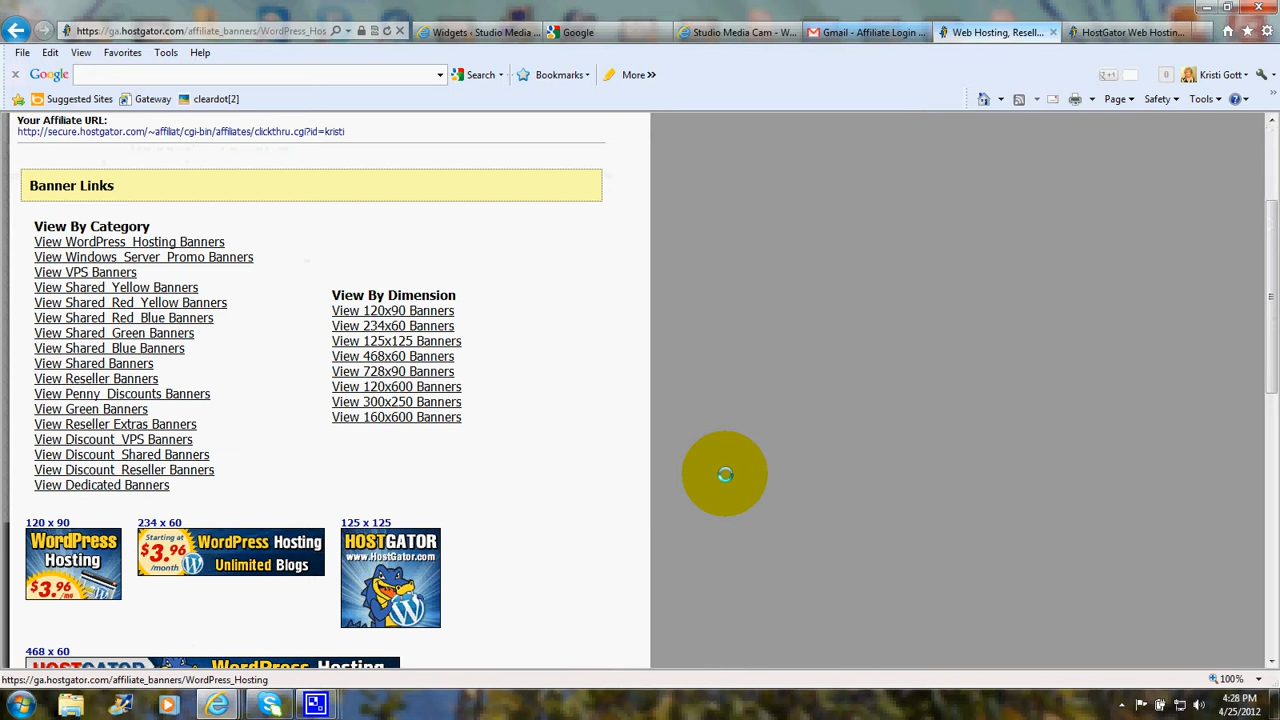 https://ga.hostgator.com/affiliate_banners/WordPress_Hos
Widgets ‹ Studio Media ...
Google
Studio Media Cam - W...
Gmail - Affiliate Login ...
Web Hosting, Resell...
HostGator Web Hostin...
File Edit View Favorites Tools Help
Google Search Bookmarks More »
Kristi Gott
Suggested Sites Gateway cleardot[2]
Page Safety Tools
Your Affiliate URL:
http://secure.hostgator.com/~affiliat/cgi-bin/affiliates/clickthru.cgi?id=kristi
Banner Links
View By Category
View WordPress_Hosting Banners
View Windows_Server_Promo Banners
View VPS Banners
View Shared_Yellow Banners
View Shared_Red_Yellow Banners
View Shared_Red_Blue Banners
View Shared_Green Banners
View Shared_Blue Banners
View Shared Banners
View Reseller Banners
View Penny_Discounts Banners
View Green Banners
View Reseller Extras Banners
View Discount_VPS Banners
View Discount_Shared Banners
View Discount_Reseller Banners
View Dedicated Banners
View By Dimension
View 120x90 Banners
View 234x60 Banners
View 125x125 Banners
View 468x60 Banners
View 728x90 Banners
View 120x600 Banners
View 300x250 Banners
View 160x600 Banners
120 x 90
WordPress
Hosting
$3.96
/mo
234 x 60
Starting at
$3.96
/month
WordPress Hosting
Unlimited Blogs
125 x 125
HOSTGATOR
www.HostGator.com
468 x 60
HOSTGATOR WordPress Hosting
https://ga.hostgator.com/affiliate_banners/WordPress_Hosting
100%
4:28 PM
4/25/2012